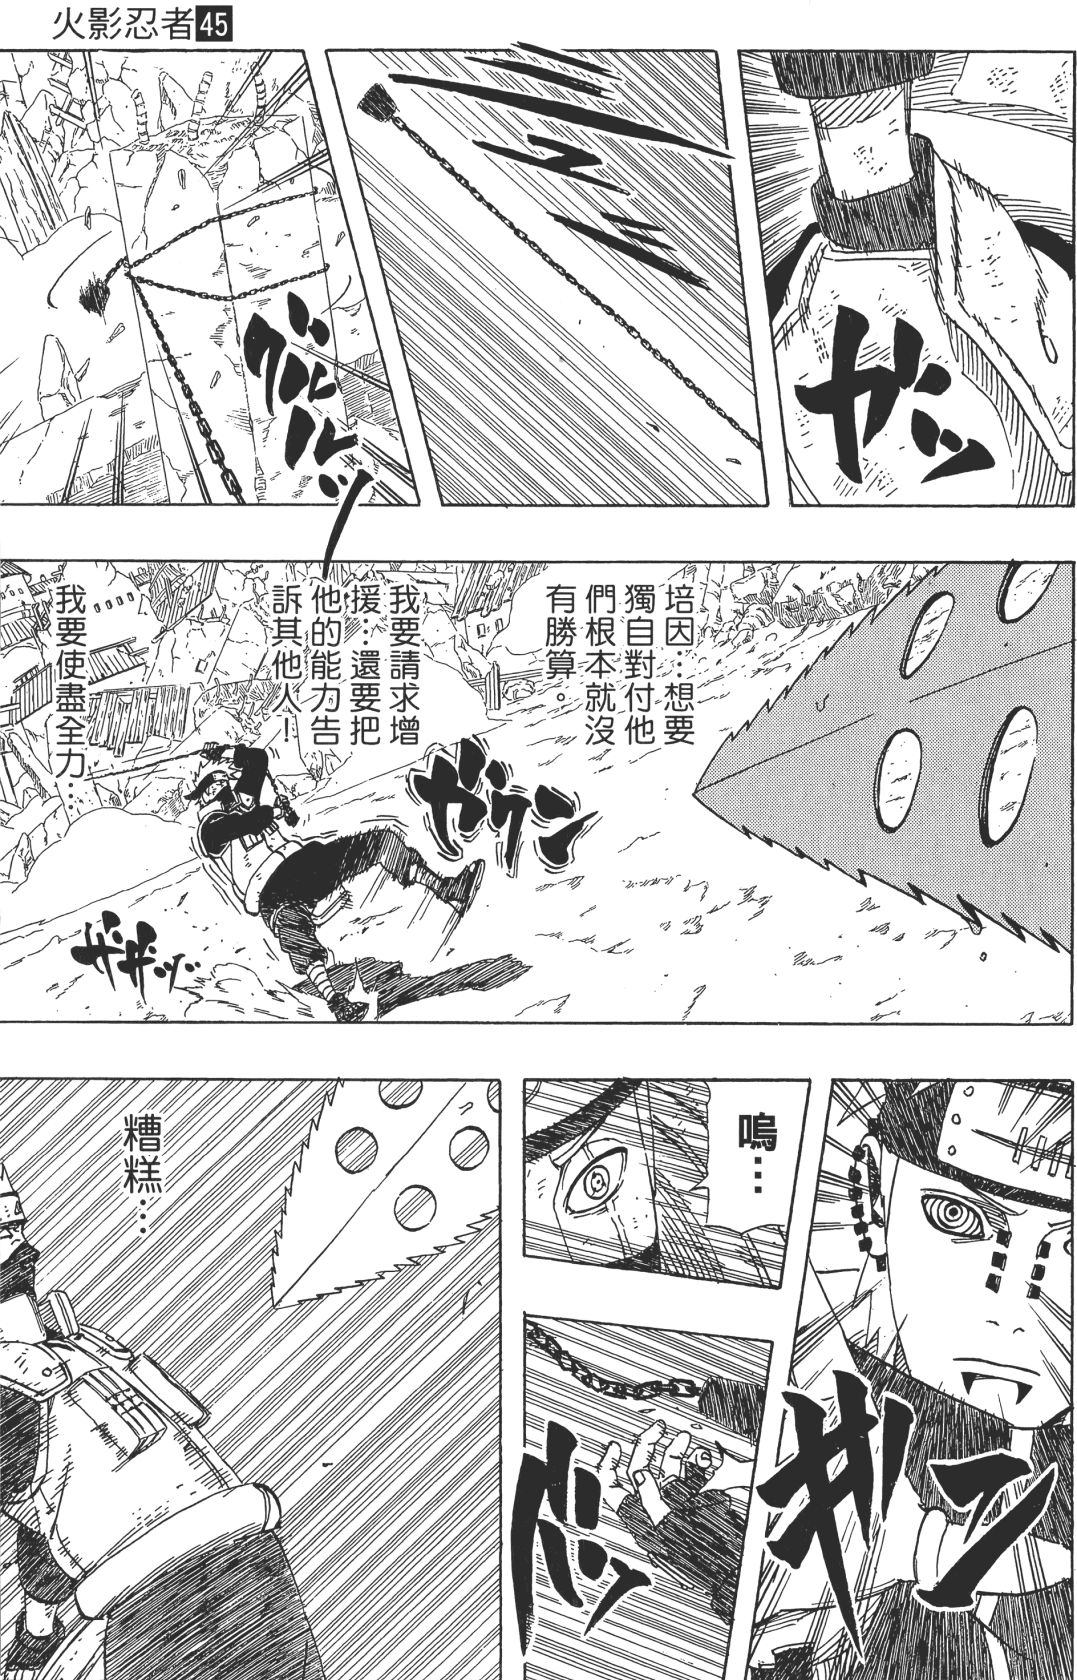 火影忍者45
ガッ
グルルルッ
培因…想要
獨自對付他
們根本就沒
有勝算。
我要請求增
援…還要把
他的能力告
訴其他人！
我要使盡全力…
ガクン
ザザッ…
嗚…
ギン
ドッ
糟糕…